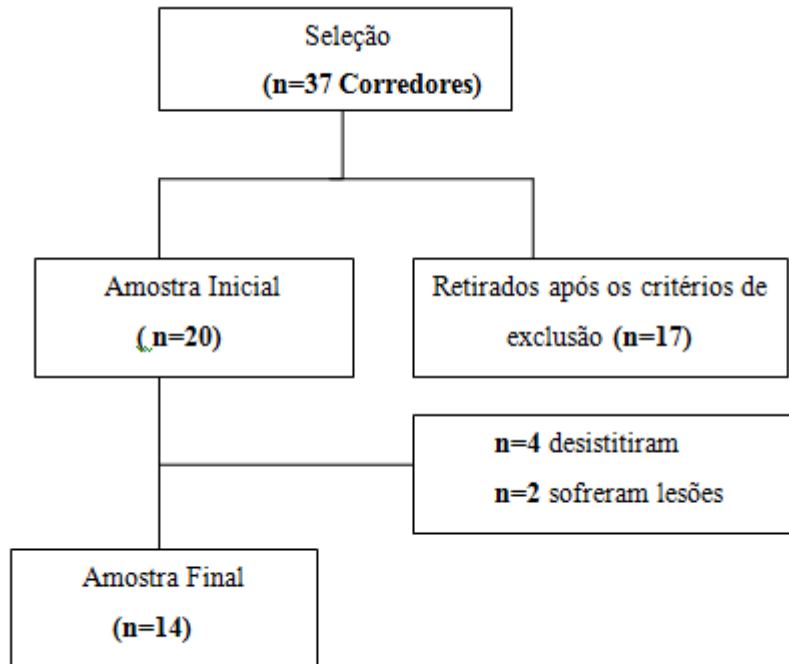 Seleção
(n=37 Corredores)
Amostra Inicial
( n=20)
Retirados após os critérios de
exclusão (n=17)
n=4 desistitiram
n=2 sofreram lesões
Amostra Final
(n=14)